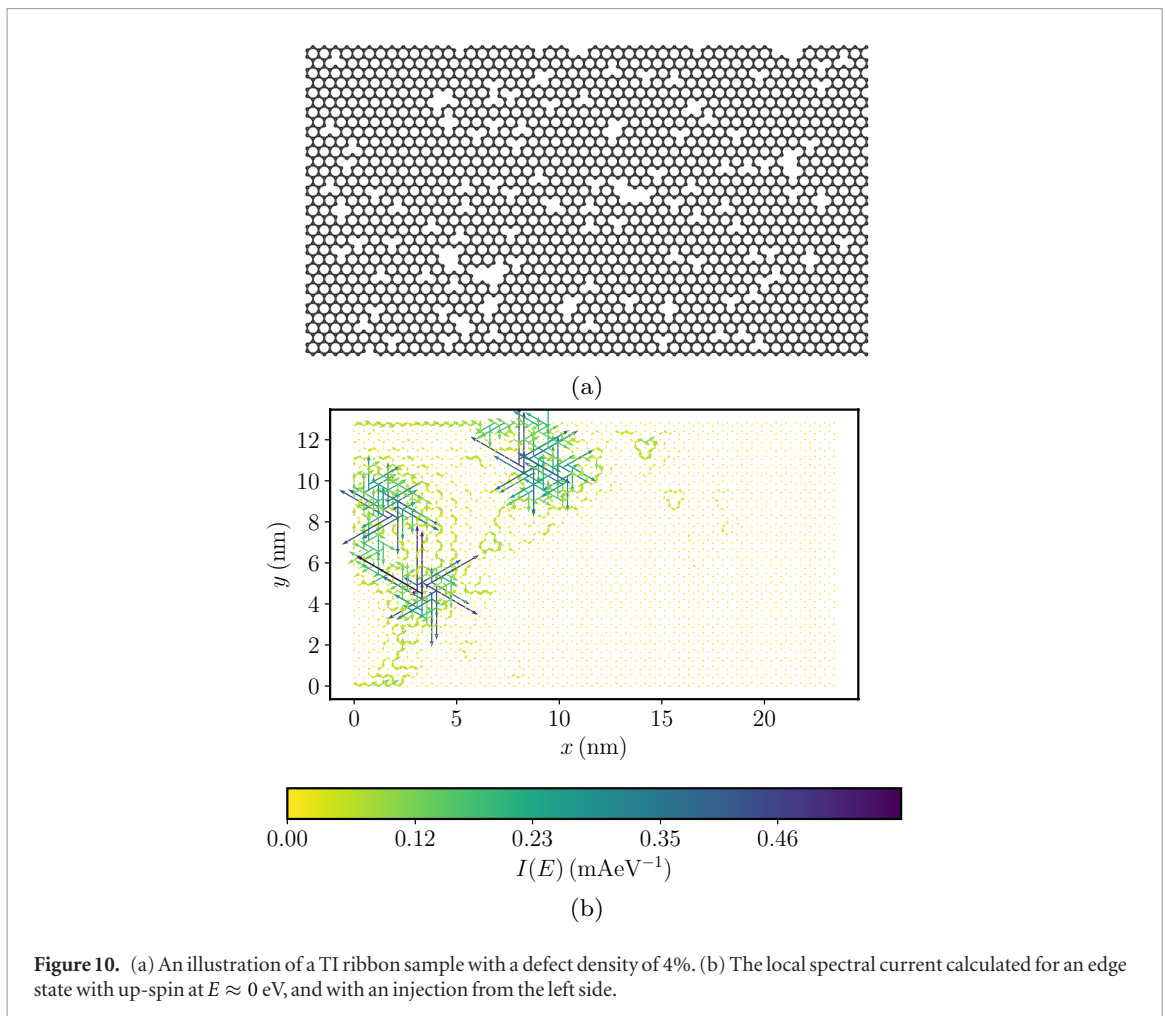 (a)
12
10
8
6
4
2
0
y (nm)
0 5 10 15 20
x (nm)
0.00 0.12 0.23 0.35 0.46
I(E) (mAeV⁻¹)
(b)
Figure 10. (a) An illustration of a TI ribbon sample with a defect density of 4%. (b) The local spectral current calculated for an edge
state with up-spin at E ≈ 0 eV, and with an injection from the left side.